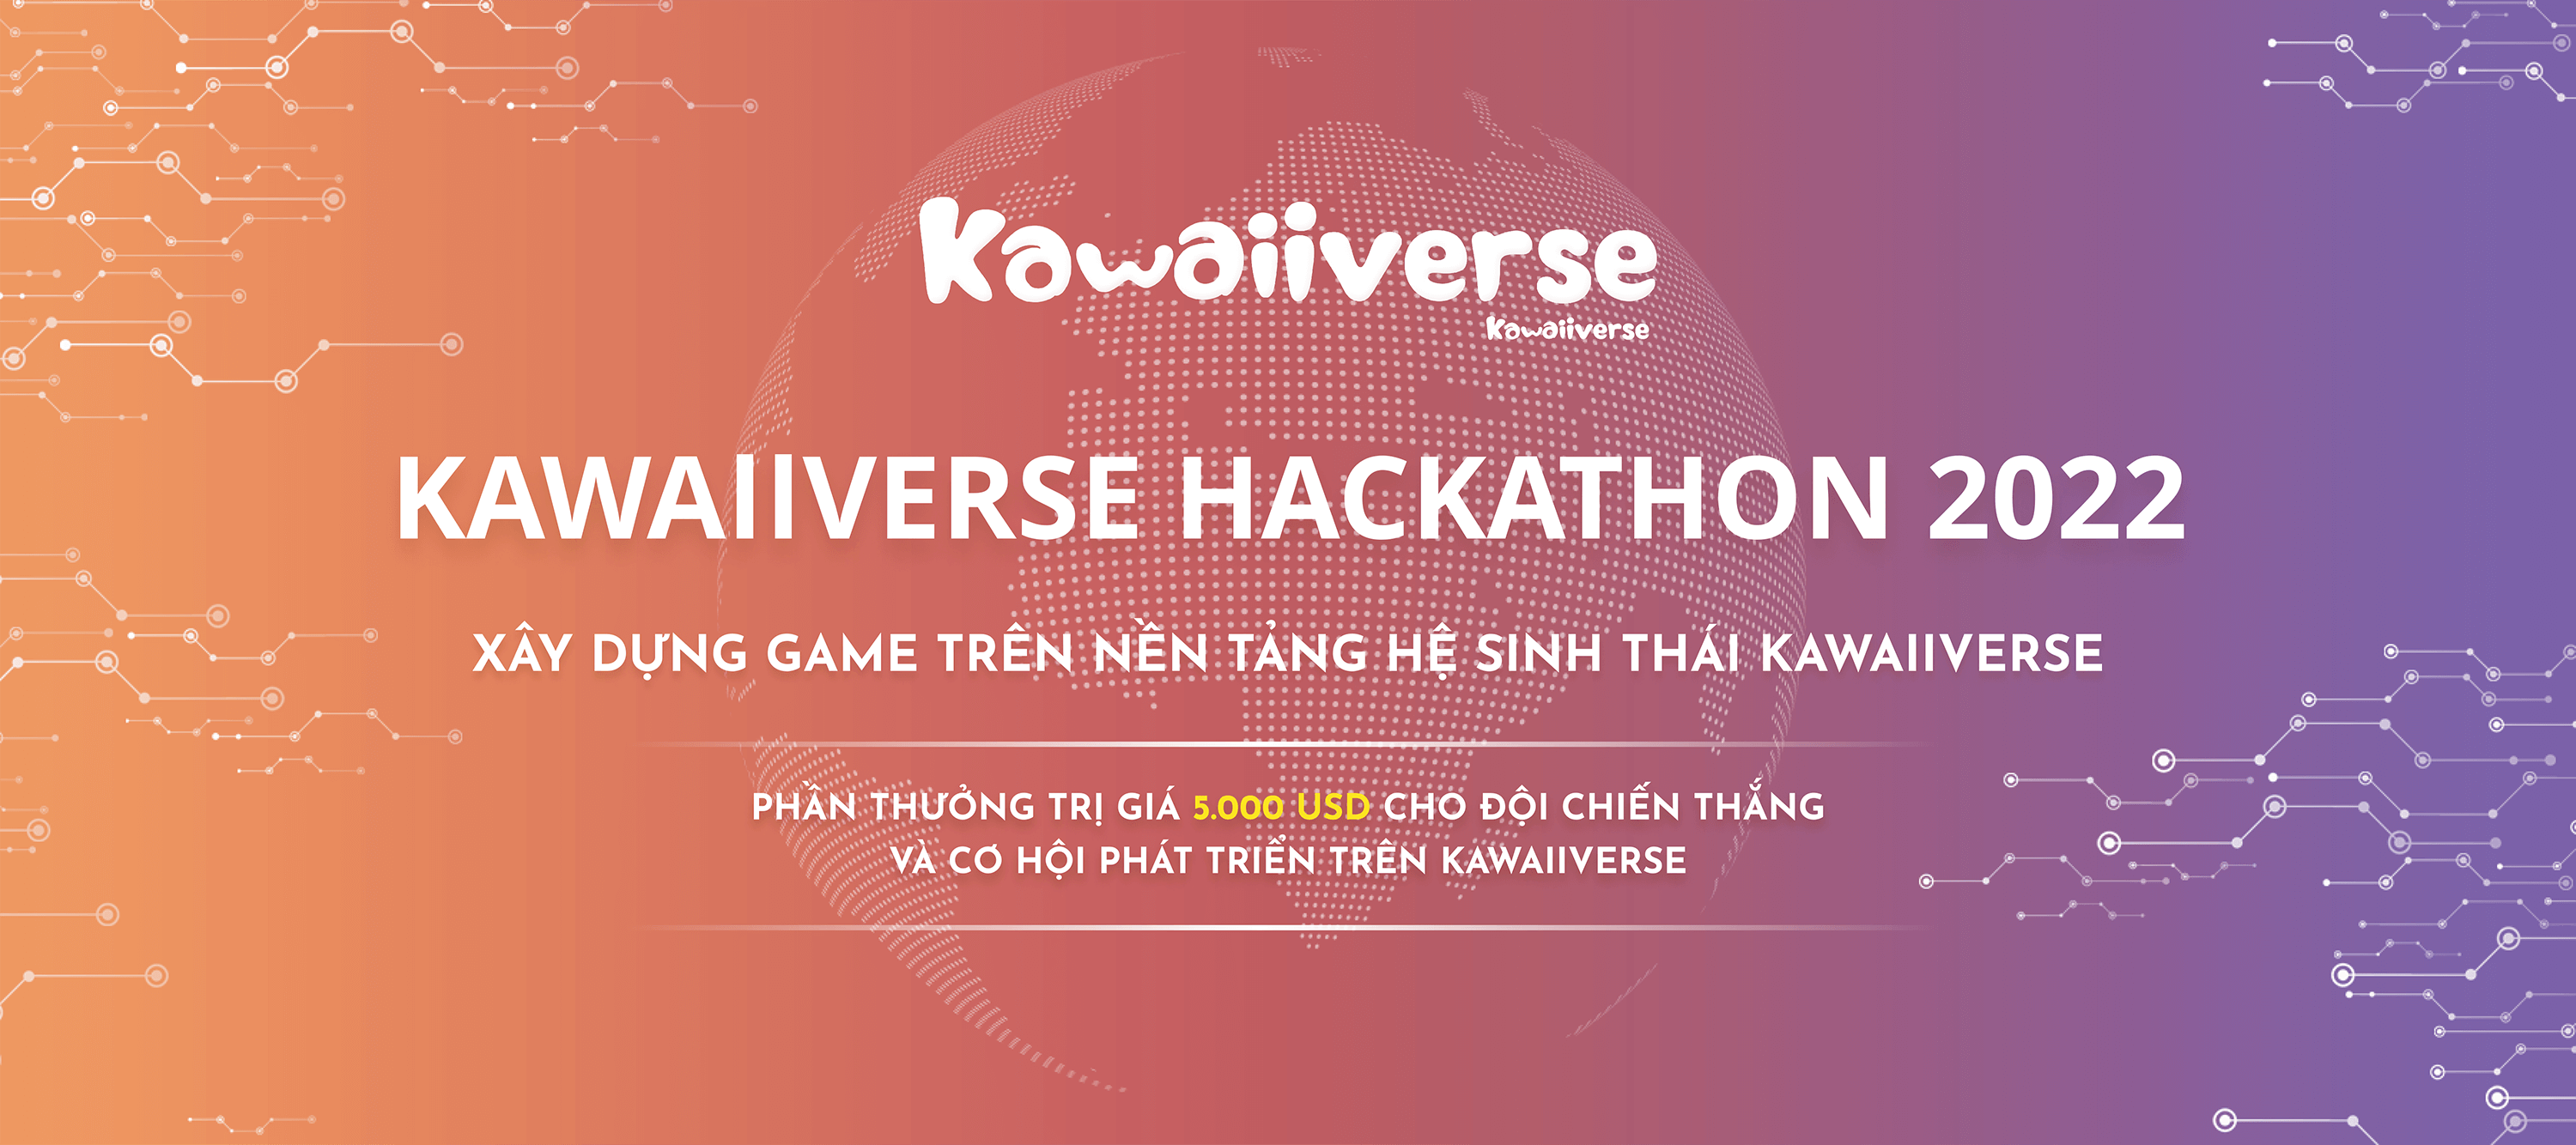 Kawaiiverse
Kawaiiverse
KAWAIIVERSE HACKATHON 2022
XÂY DỰNG GAME TRÊN NỀN TẢNG HỆ SINH THÁI KAWAIIVERSE
PHẦN THƯỞNG TRỊ GIÁ 5.000 USD CHO ĐỘI CHIẾN THẮNG
VÀ CƠ HỘI PHÁT TRIỂN TRÊN KAWAIIVERSE